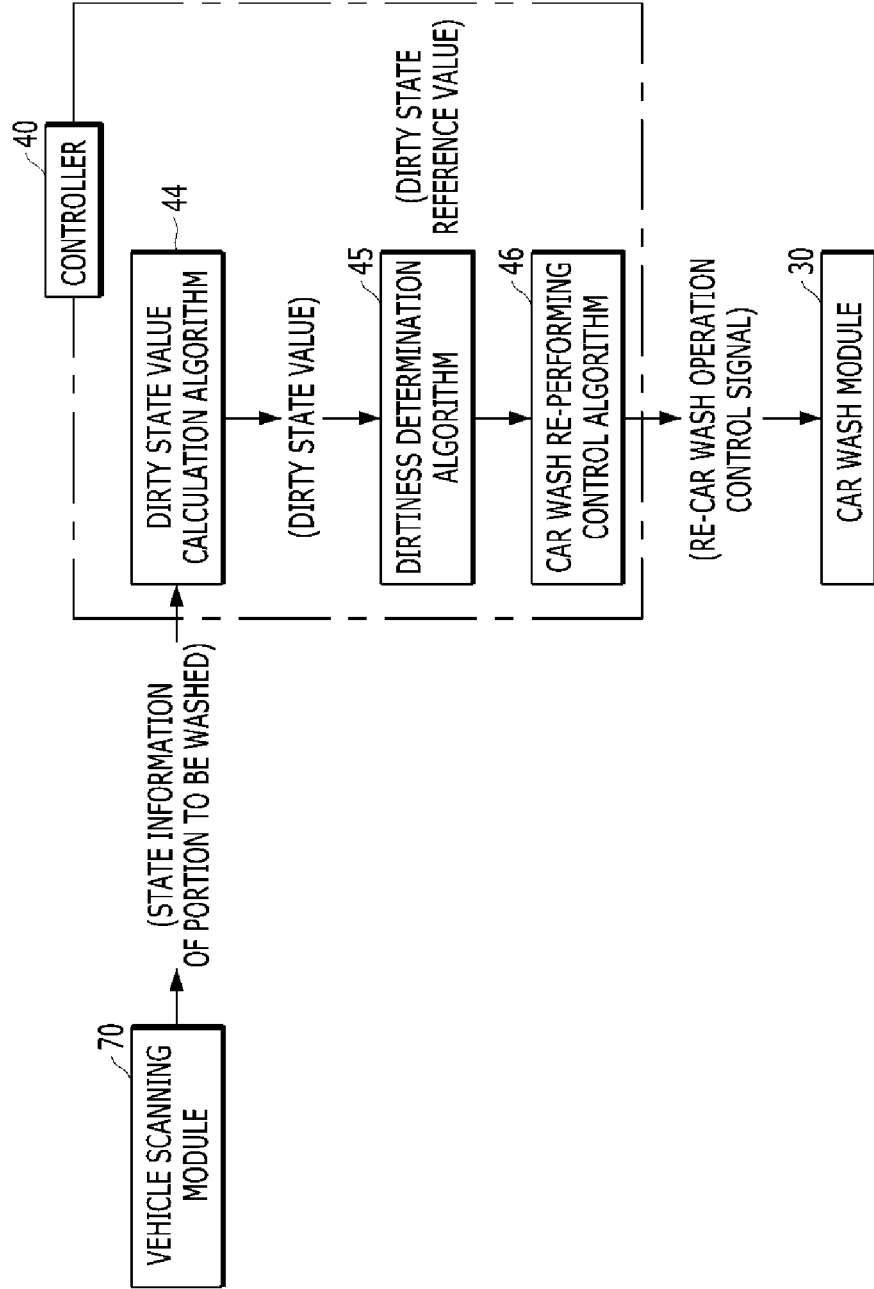 40
CONTROLLER
70
VEHICLE SCANNING
MODULE
(STATE INFORMATION
OF PORTION TO BE WASHED)
44
DIRTY STATE VALUE
CALCULATION ALGORITHM
(DIRTY STATE VALUE)
45
DIRTINESS DETERMINATION
ALGORITHM
(DIRTY STATE
REFERENCE VALUE)
46
CAR WASH RE-PERFORMING
CONTROL ALGORITHM
(RE-CAR WASH OPERATION
CONTROL SIGNAL)
30
CAR WASH MODULE